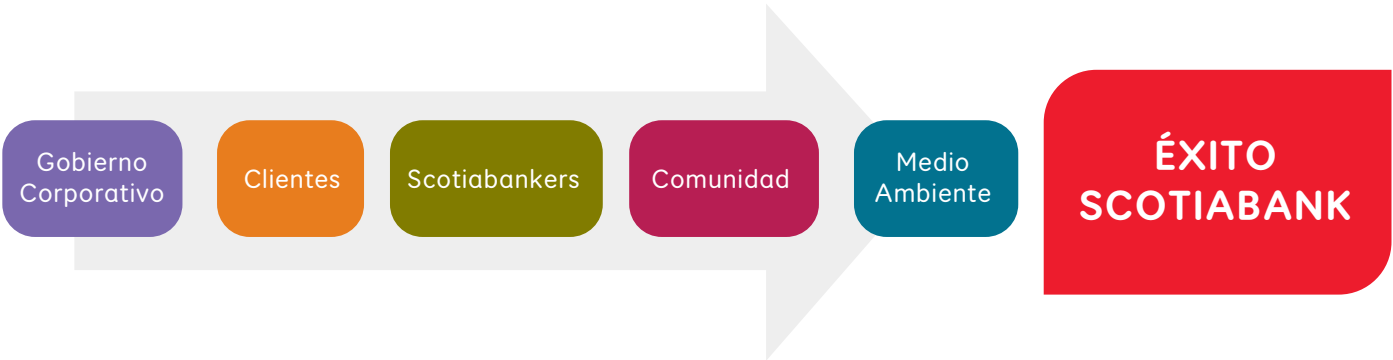 Gobierno
Corporativo
Clientes
Scotiabankers
Comunidad
Medio
Ambiente
ÉXITO
SCOTIABANK